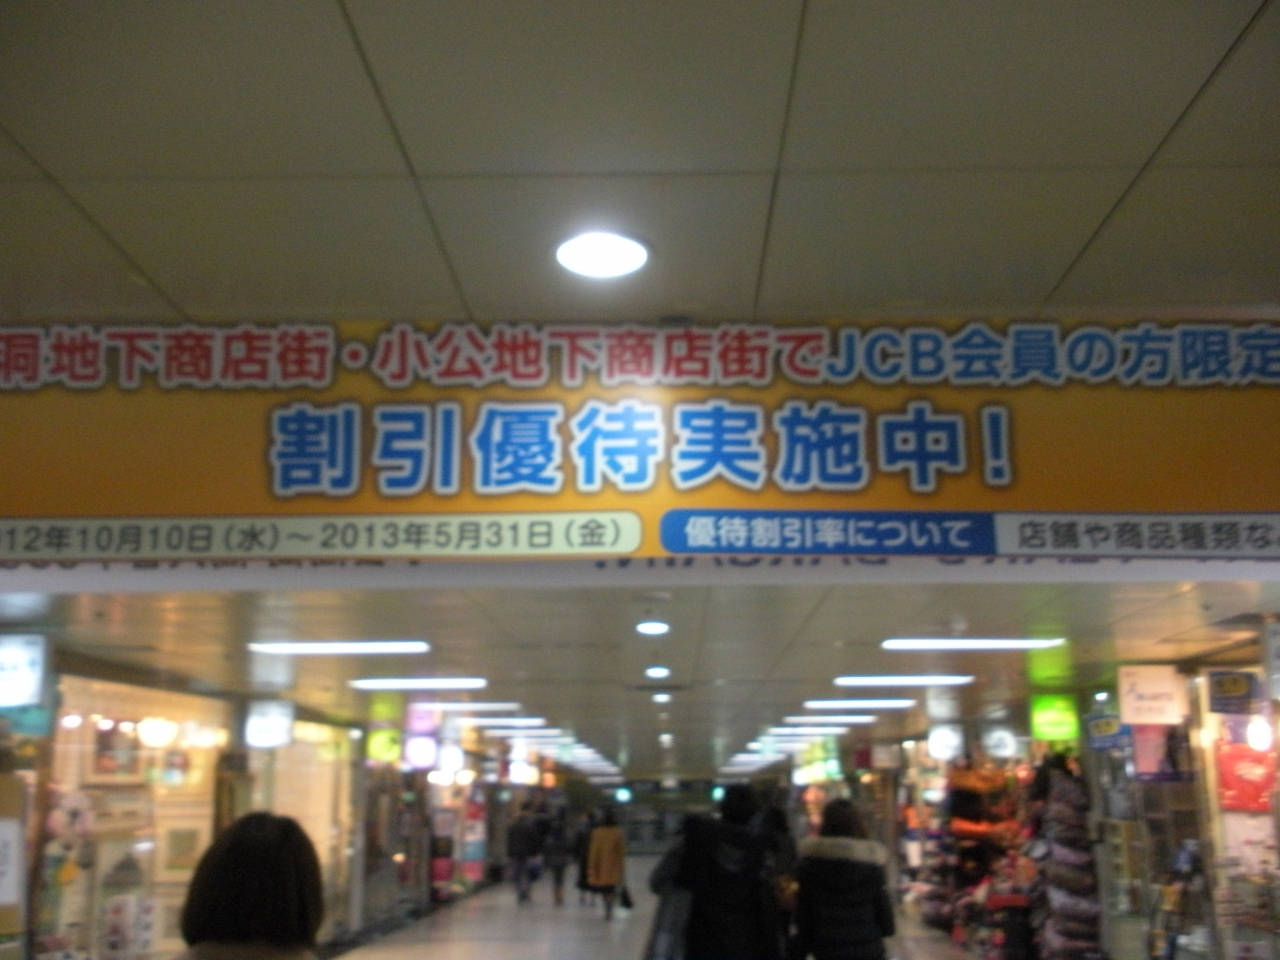 洞地下商店街・小公地下商店街でJCB会員の方限定
割引優待実施中!
012年10月10日(水)～2013年5月31日(金)
優待割引率について
店舗や商品種類な